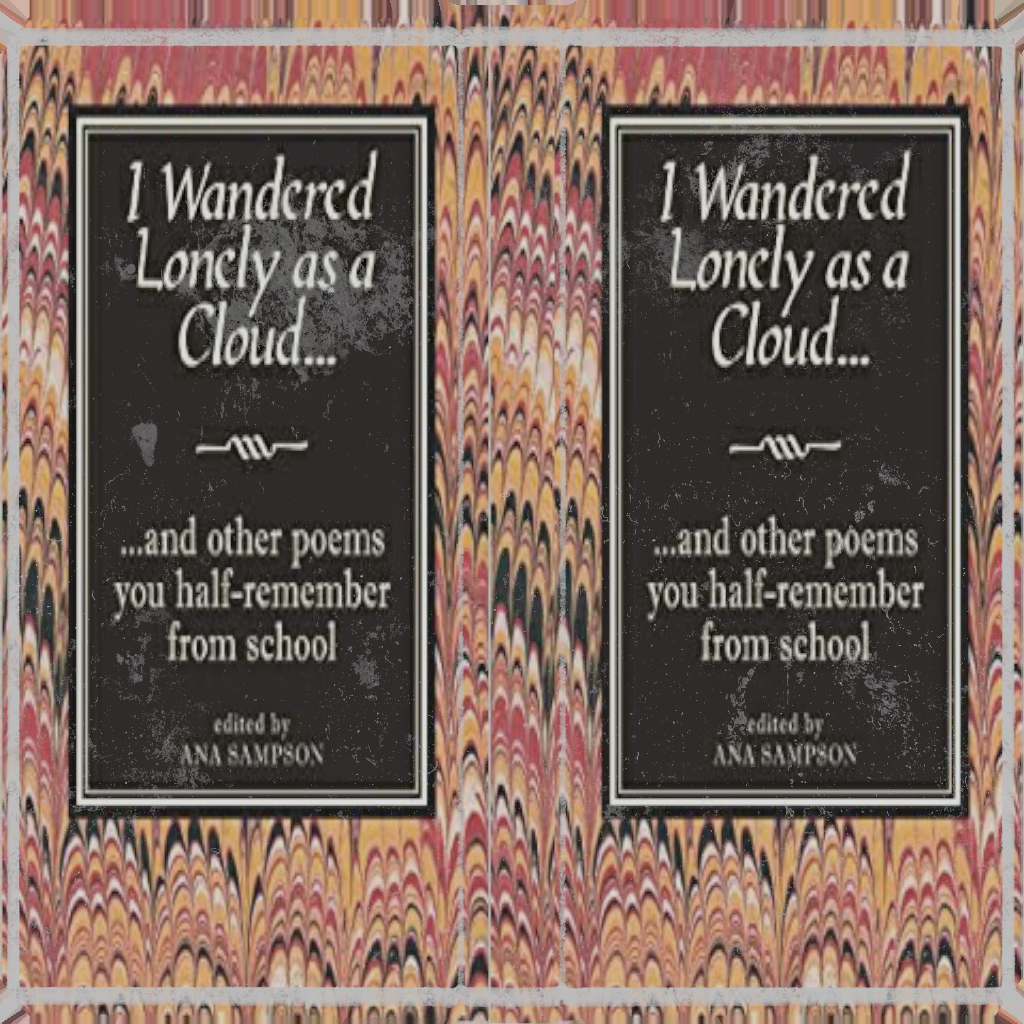 I Wandered
Lonely as a
Cloud...
...and other poems
you half-remember
from school
edited by
ANA SAMPSON
I Wandered
Lonely as a
Cloud...
...and other poems
you half-remember
from school
edited by
ANA SAMPSON